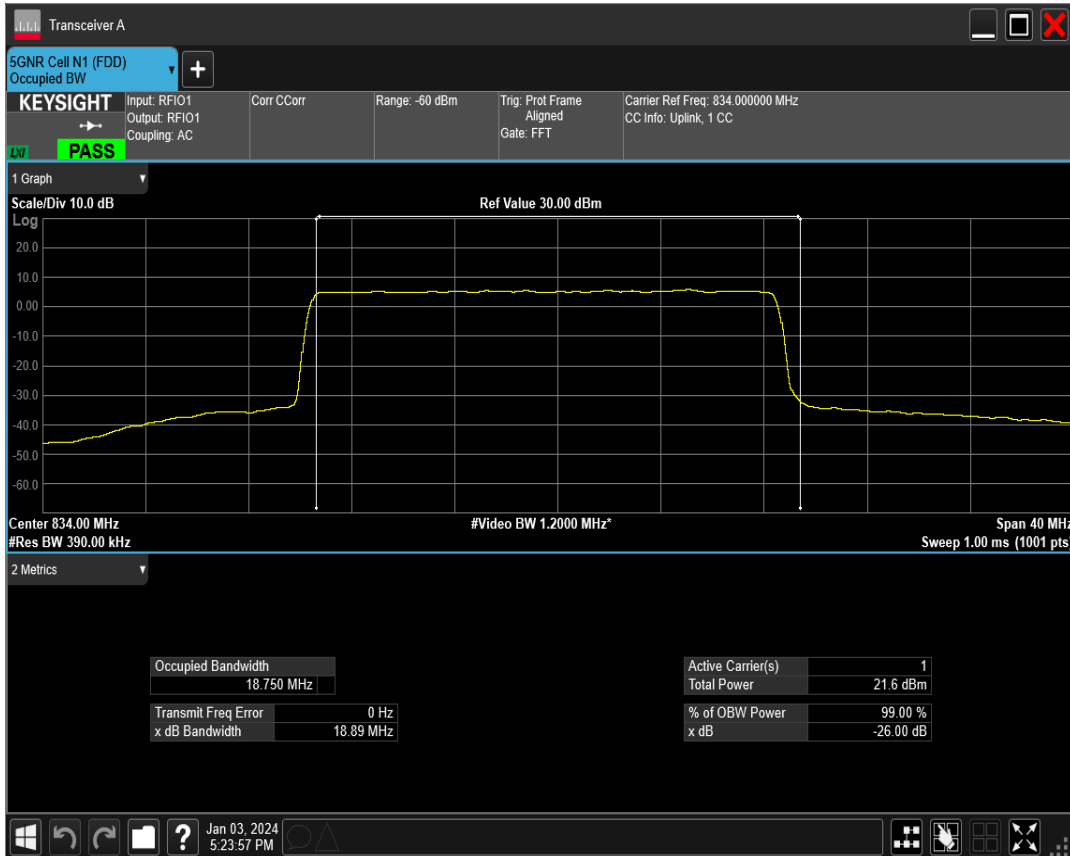 Transceiver A
5GNR Cell N1 (FDD)
Occupied BW
+
KEYSIGHT
LXI
PASS
Input: RFIO1
Output: RFIO1
Coupling: AC
Corr CCorr
Range: -60 dBm
Trig: Prot Frame
Aligned
Gate: FFT
Carrier Ref Freq: 834.000000 MHz
CC Info: Uplink, 1 CC
1 Graph
Scale/Div 10.0 dB
Ref Value 30.00 dBm
Log
20.0
10.0
0.00
-10.0
-20.0
-30.0
-40.0
-50.0
-60.0
Center 834.00 MHz
#Video BW 1.2000 MHz*
Span 40 MHz
#Res BW 390.00 kHz
Sweep 1.00 ms (1001 pts)
2 Metrics
Occupied Bandwidth
18.750 MHz
Transmit Freq Error 0 Hz
x dB Bandwidth 18.89 MHz
Active Carrier(s) 1
Total Power 21.6 dBm
% of OBW Power 99.00 %
x dB -26.00 dB
?
Jan 03, 2024
5:23:57 PM